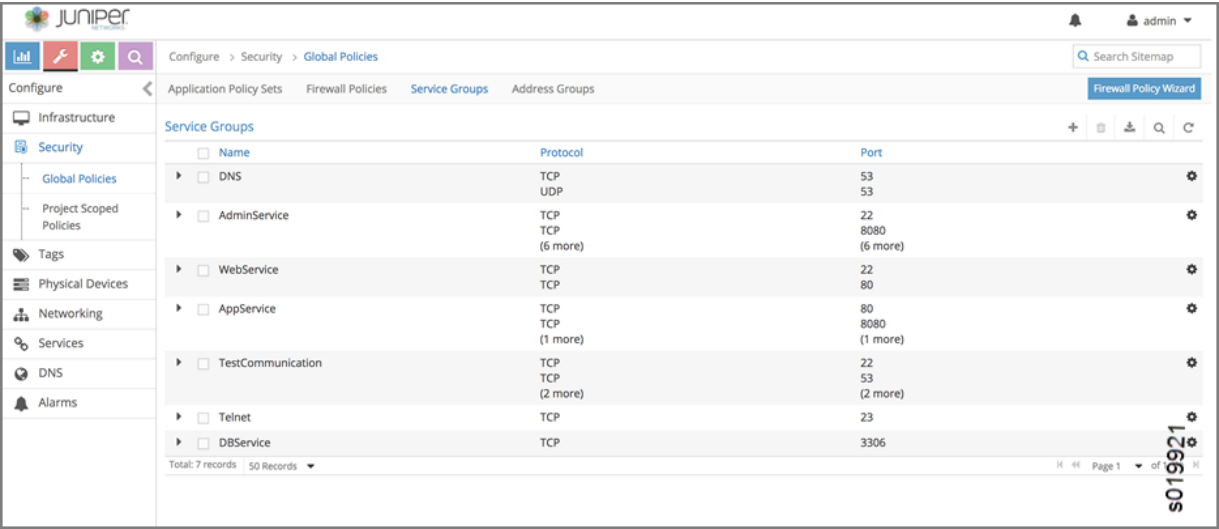 JUNIPER
NETWORKS
admin
Configure > Security > Global Policies
Search Sitemap
Configure
Application Policy Sets Firewall Policies Service Groups Address Groups
Firewall Policy Wizard
Infrastructure
Security
Global Policies
Project Scoped
Policies
Tags
Physical Devices
Networking
Services
DNS
Alarms
Service Groups
Name Protocol Port
DNS TCP 53
UDP 53
AdminService TCP 22
TCP 8080
(6 more) (6 more)
WebService TCP 22
TCP 80
AppService TCP 80
TCP 8080
(1 more) (1 more)
TestCommunication TCP 22
TCP 53
(2 more) (2 more)
Telnet TCP 23
DBService TCP 3306
Total: 7 records 50 Records
Page 1 of
s019921